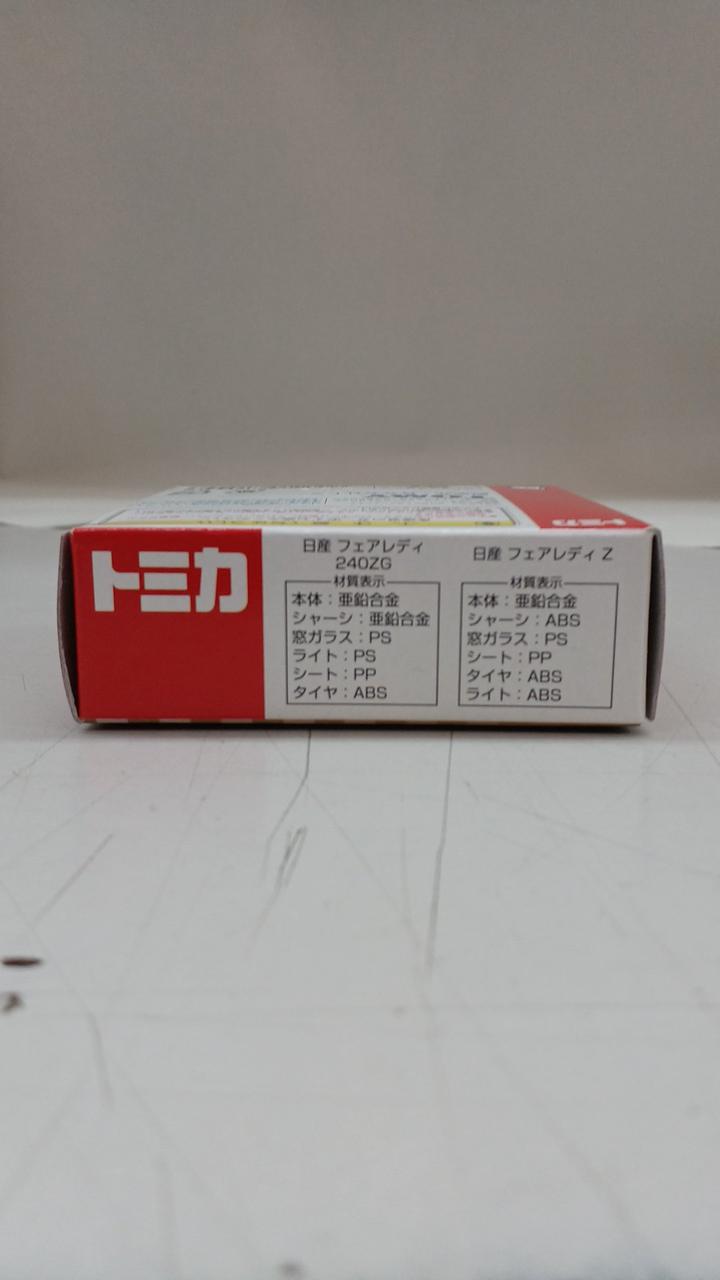 トミカ
トミカ
日産 フェアレディ
240ZG
材質表示
本体：亜鉛合金
シャーシ：亜鉛合金
窓ガラス：PS
ライト：PS
シート：PP
タイヤ：ABS
日産 フェアレディ Z
材質表示
本体：亜鉛合金
シャーシ：ABS
窓ガラス：PS
シート：PP
タイヤ：ABS
ライト：ABS